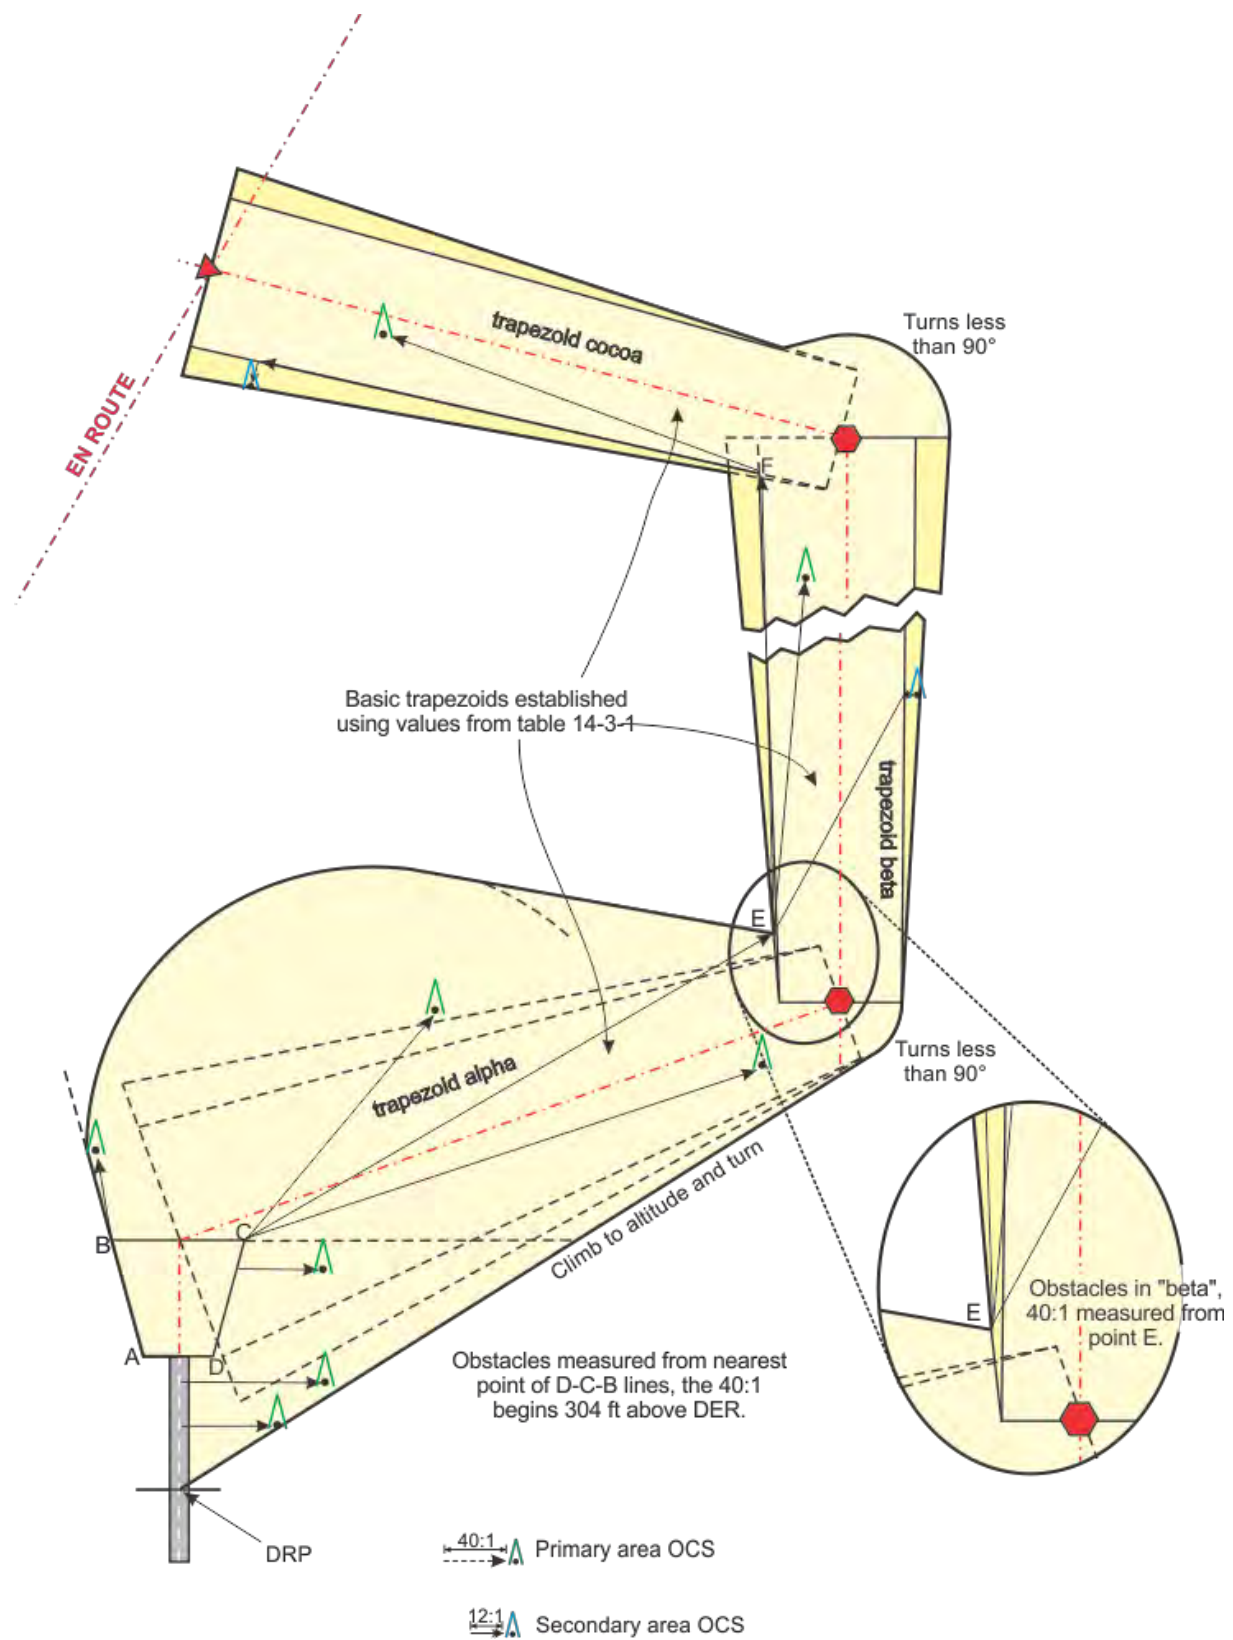 Turns less
than 90°
trapezoid cocoa
EN ROUTE
F
Basic trapezoids established
using values from table 14-3-1
trapezoid beta
E
Turns less
than 90°
trapezoid alpha
Climb to altitude and turn
B
C
A
D
E
Obstacles in "beta",
40:1 measured from
point E.
Obstacles measured from nearest
point of D-C-B lines, the 40:1
begins 304 ft above DER.
DRP
40:1
Primary area OCS
12:1
Secondary area OCS